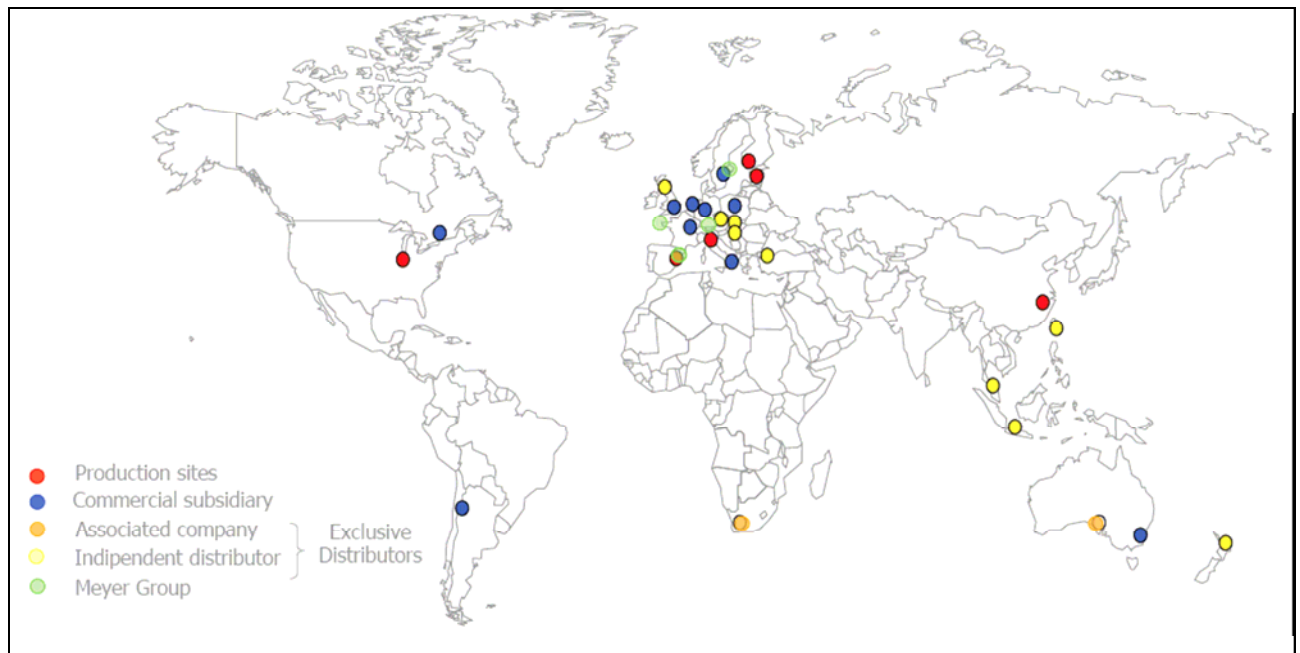 Production sites
Commercial subsidiary
Associated company
Indipendent distributor
Exclusive
Distributors
Meyer Group